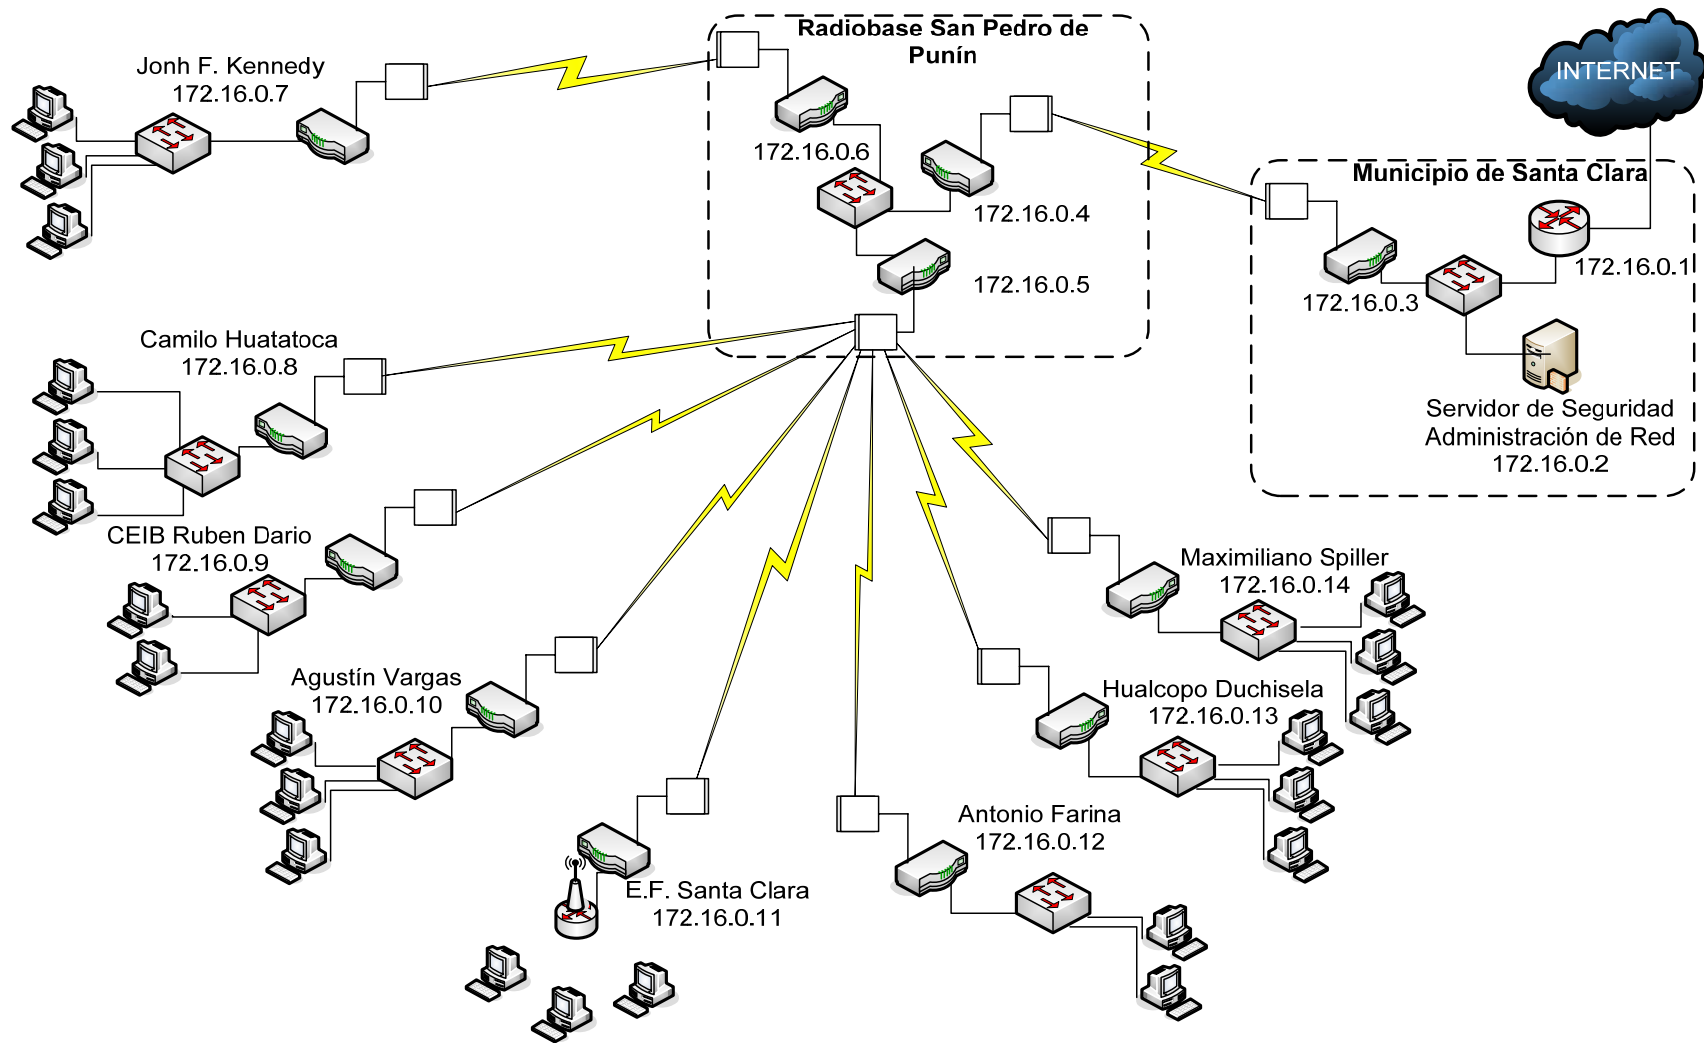 Radiobase San Pedro de
Punín
INTERNET
Jonh F. Kennedy
172.16.0.7
172.16.0.6
172.16.0.4
172.16.0.5
Municipio de Santa Clara
172.16.0.1
172.16.0.3
Servidor de Seguridad
Administración de Red
172.16.0.2
Camilo Huatatoca
172.16.0.8
CEIB Ruben Dario
172.16.0.9
Agustín Vargas
172.16.0.10
E.F. Santa Clara
172.16.0.11
Antonio Farina
172.16.0.12
Hualcopo Duchisela
172.16.0.13
Maximiliano Spiller
172.16.0.14